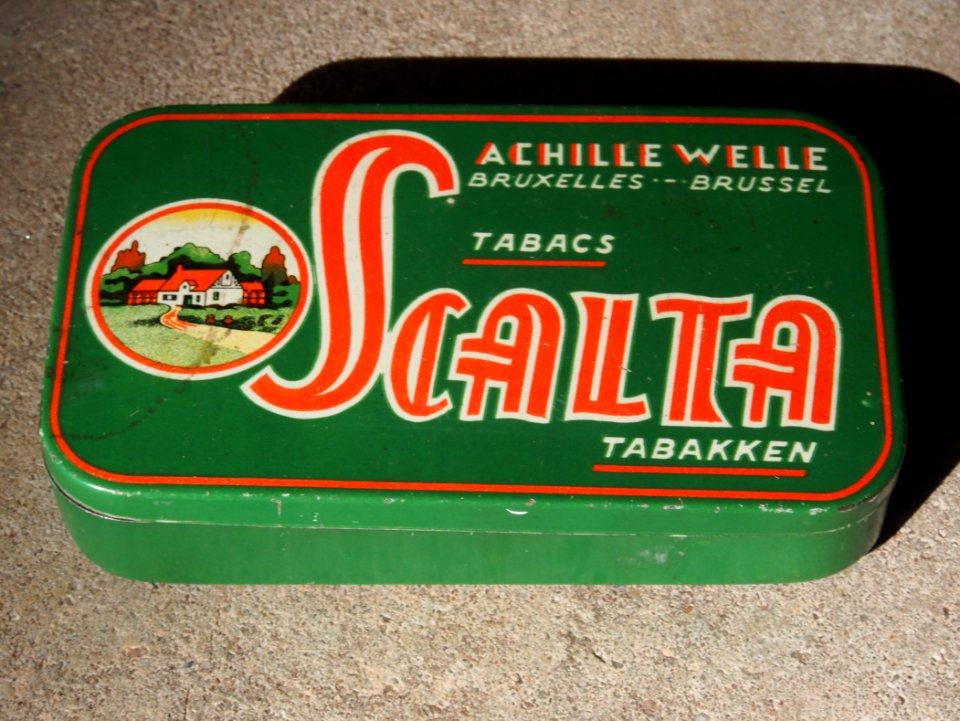 ACHILLE WELLE
BRUXELLES -- BRUSSEL
TABACS
SCALTA
TABAKKEN